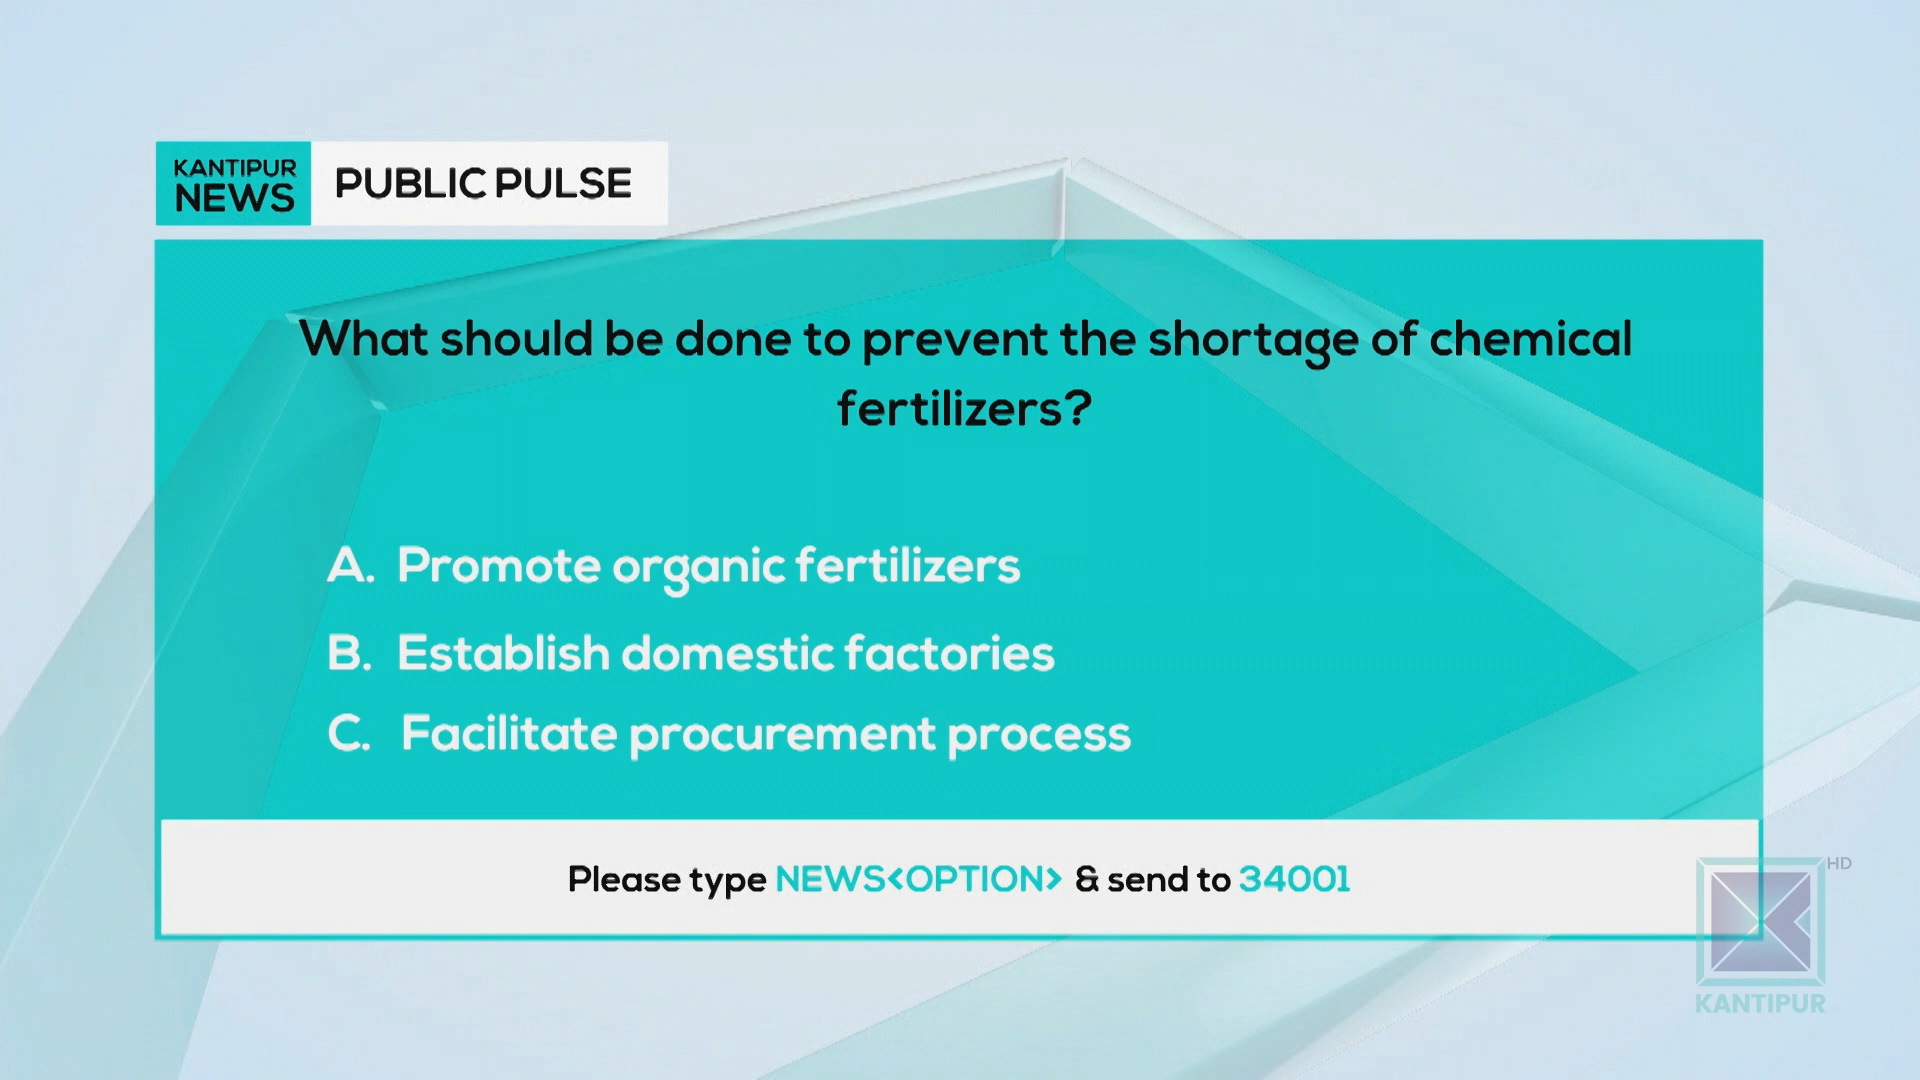 KANTIPUR
NEWS
PUBLIC PULSE
What should be done to prevent the shortage of chemical
fertilizers?
A. Promote organic fertilizers
B. Establish domestic factories
C. Facilitate procurement process
Please type NEWS<OPTION> & send to 34001
HD
KANTIPUR